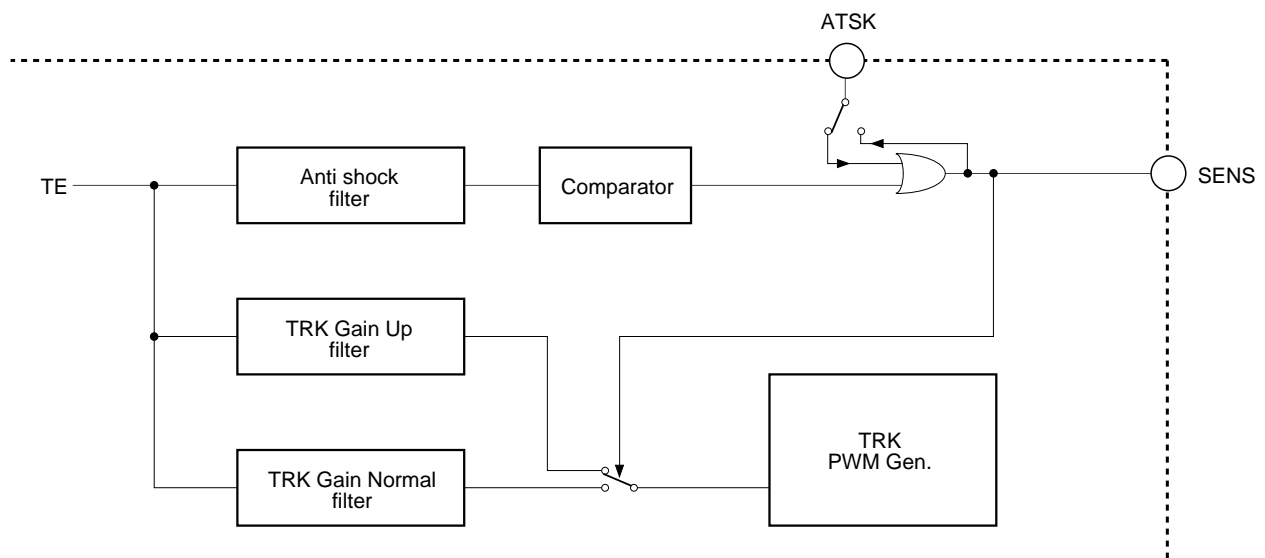 ATSK
TE
Anti shock
filter
Comparator
SENS
TRK Gain Up
filter
TRK Gain Normal
filter
TRK
PWM Gen.